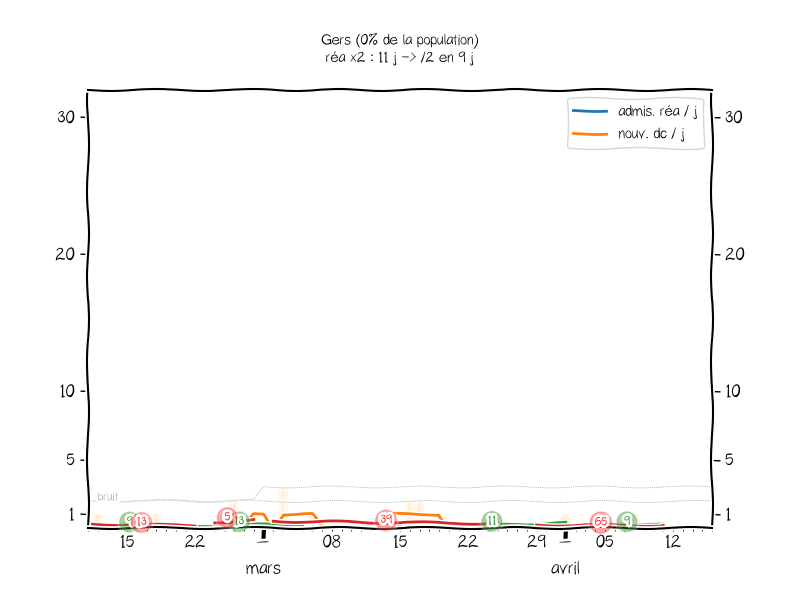 Gers (0% de la population)
réa x2 : 11 j -> /2 en 9 j
admis. réa / j
nouv. dc / j
30 30
20 20
10 10
5 5
bruit
1 1
9 13 5 13 39 11 65 9
15 22 08 15 22 29 05 12
mars avril